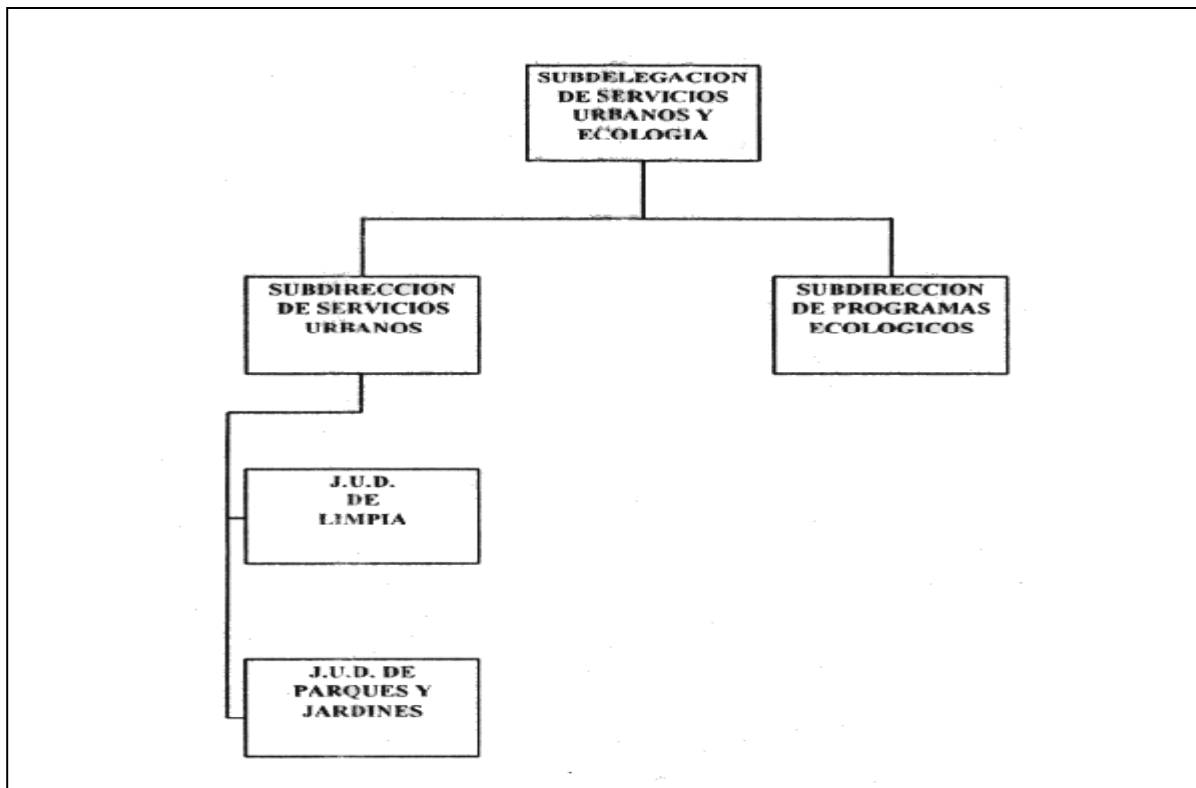 SUBDELEGACION
DE SERVICIOS
URBANOS Y
ECOLOGIA
SUBDIRECCION
DE SERVICIOS
URBANOS
SUBDIRECCION
DE PROGRAMAS
ECOLOGICOS
J.U.D.
DE
LIMPIA
J.U.D. DE
PARQUES Y
JARDINES